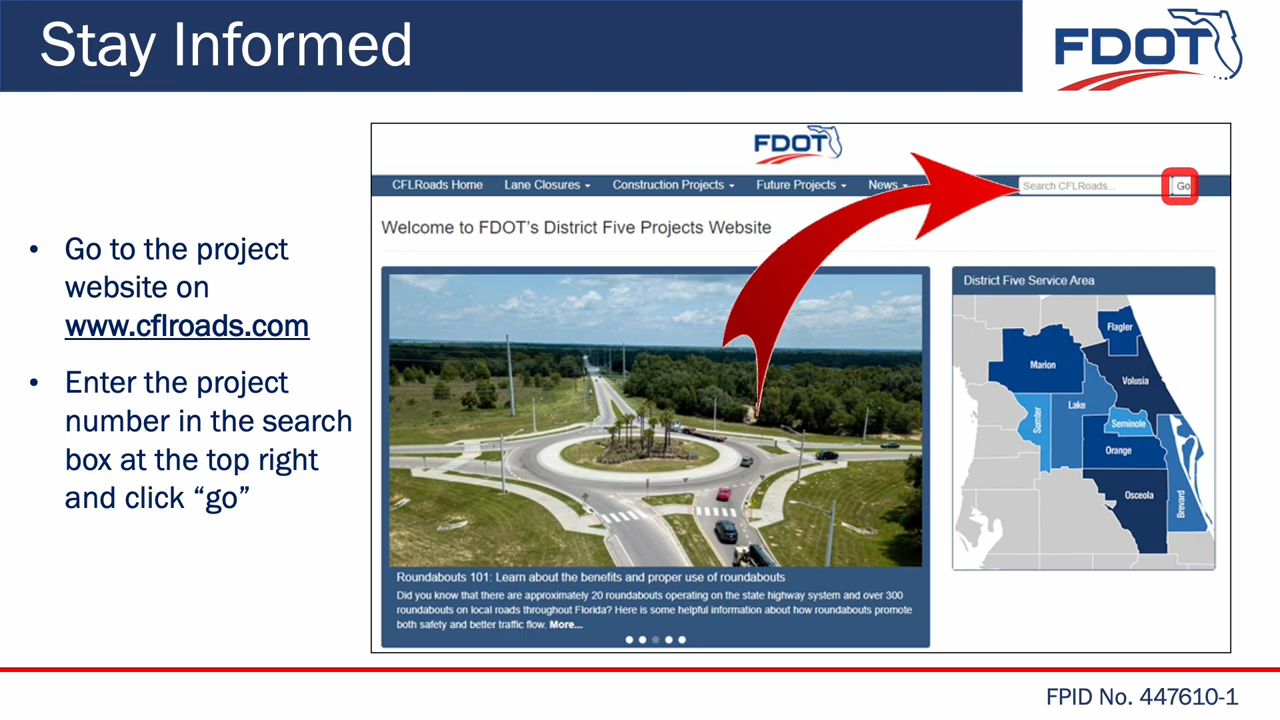 Stay Informed
FDOT
• Go to the project
website on
www.cflroads.com
• Enter the project
number in the search
box at the top right
and click “go”
FDOT
CFLRoads Home Lane Closures Construction Projects Future Projects News Search CFLRoads... Go
Welcome to FDOT's District Five Projects Website
Roundabouts 101: Learn about the benefits and proper use of roundabouts
Did you know that there are approximately 20 roundabouts operating on the state highway system and over 300
roundabouts on local roads throughout Florida? Here is some helpful information about how roundabouts promote
both safety and better traffic flow. More...
District Five Service Area
Flagler
Marion
Volusia
Lake
Sumter
Seminole
Orange
Osceola
Brevard
FPID No. 447610-1